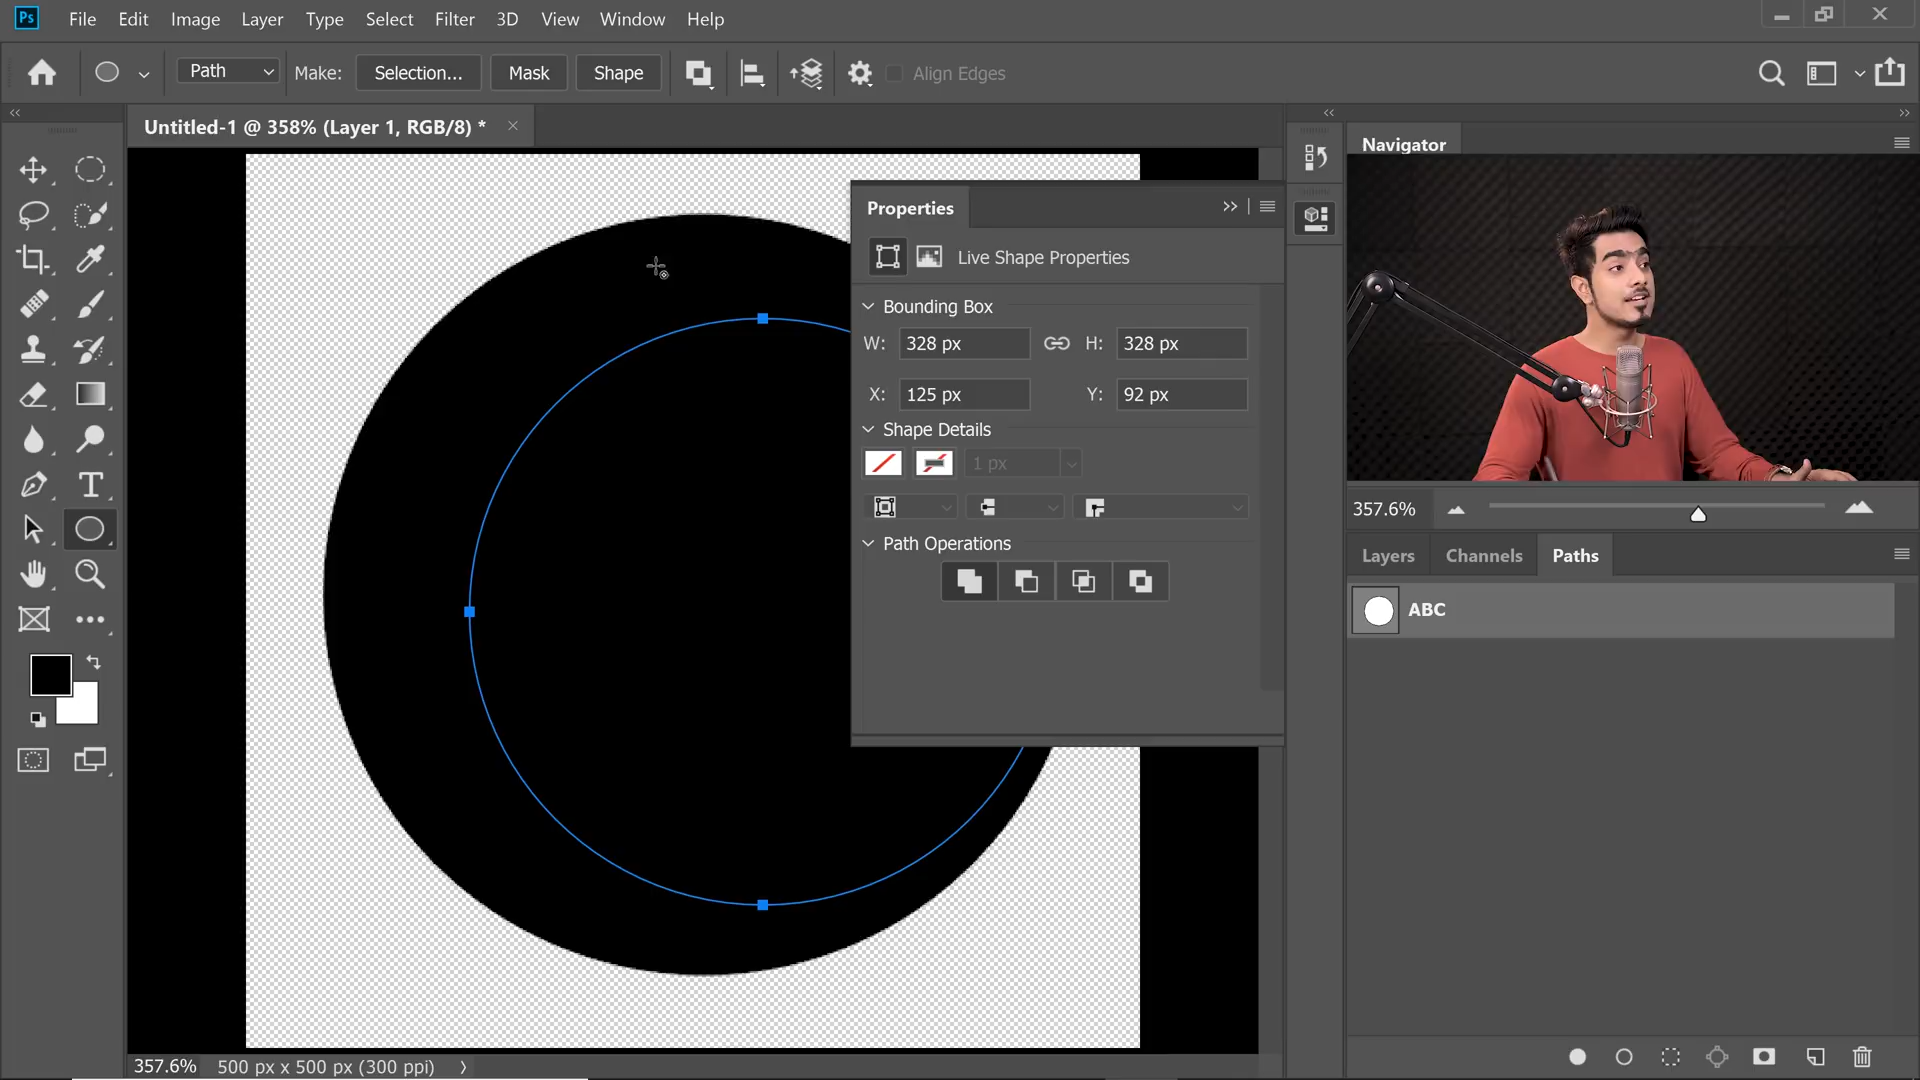 Ps File Edit Image Layer Type Select Filter 3D View Window Help
Path Make: Selection... Mask Shape Align Edges
Untitled-1 @ 358% (Layer 1, RGB/8) *
Navigator
Properties
Live Shape Properties
Bounding Box
W: 328 px H: 328 px
X: 125 px Y: 92 px
Shape Details
1 px
Path Operations
357.6%
Layers Channels Paths
ABC
T
357.6% 500 px x 500 px (300 ppi)